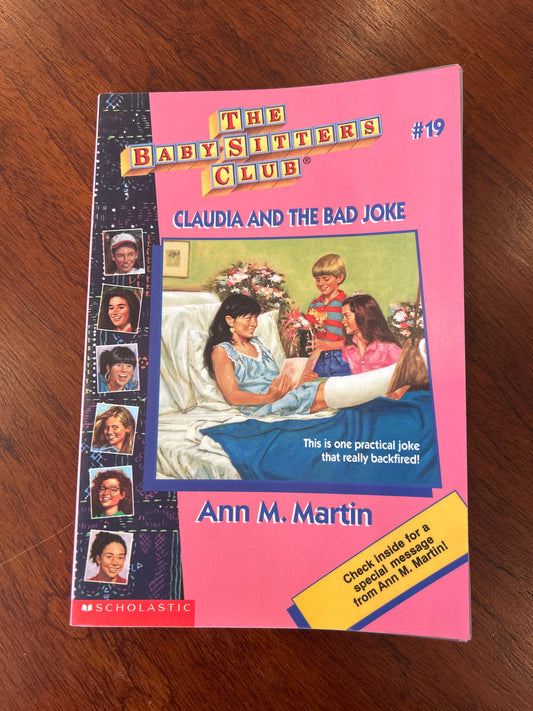 THE
BABY-SITTERS
CLUB®
#19
CLAUDIA AND THE BAD JOKE
This is one practical joke
that really backfired!
Ann M. Martin
Check inside for a
special message
from Ann M. Martin!
SCHOLASTIC